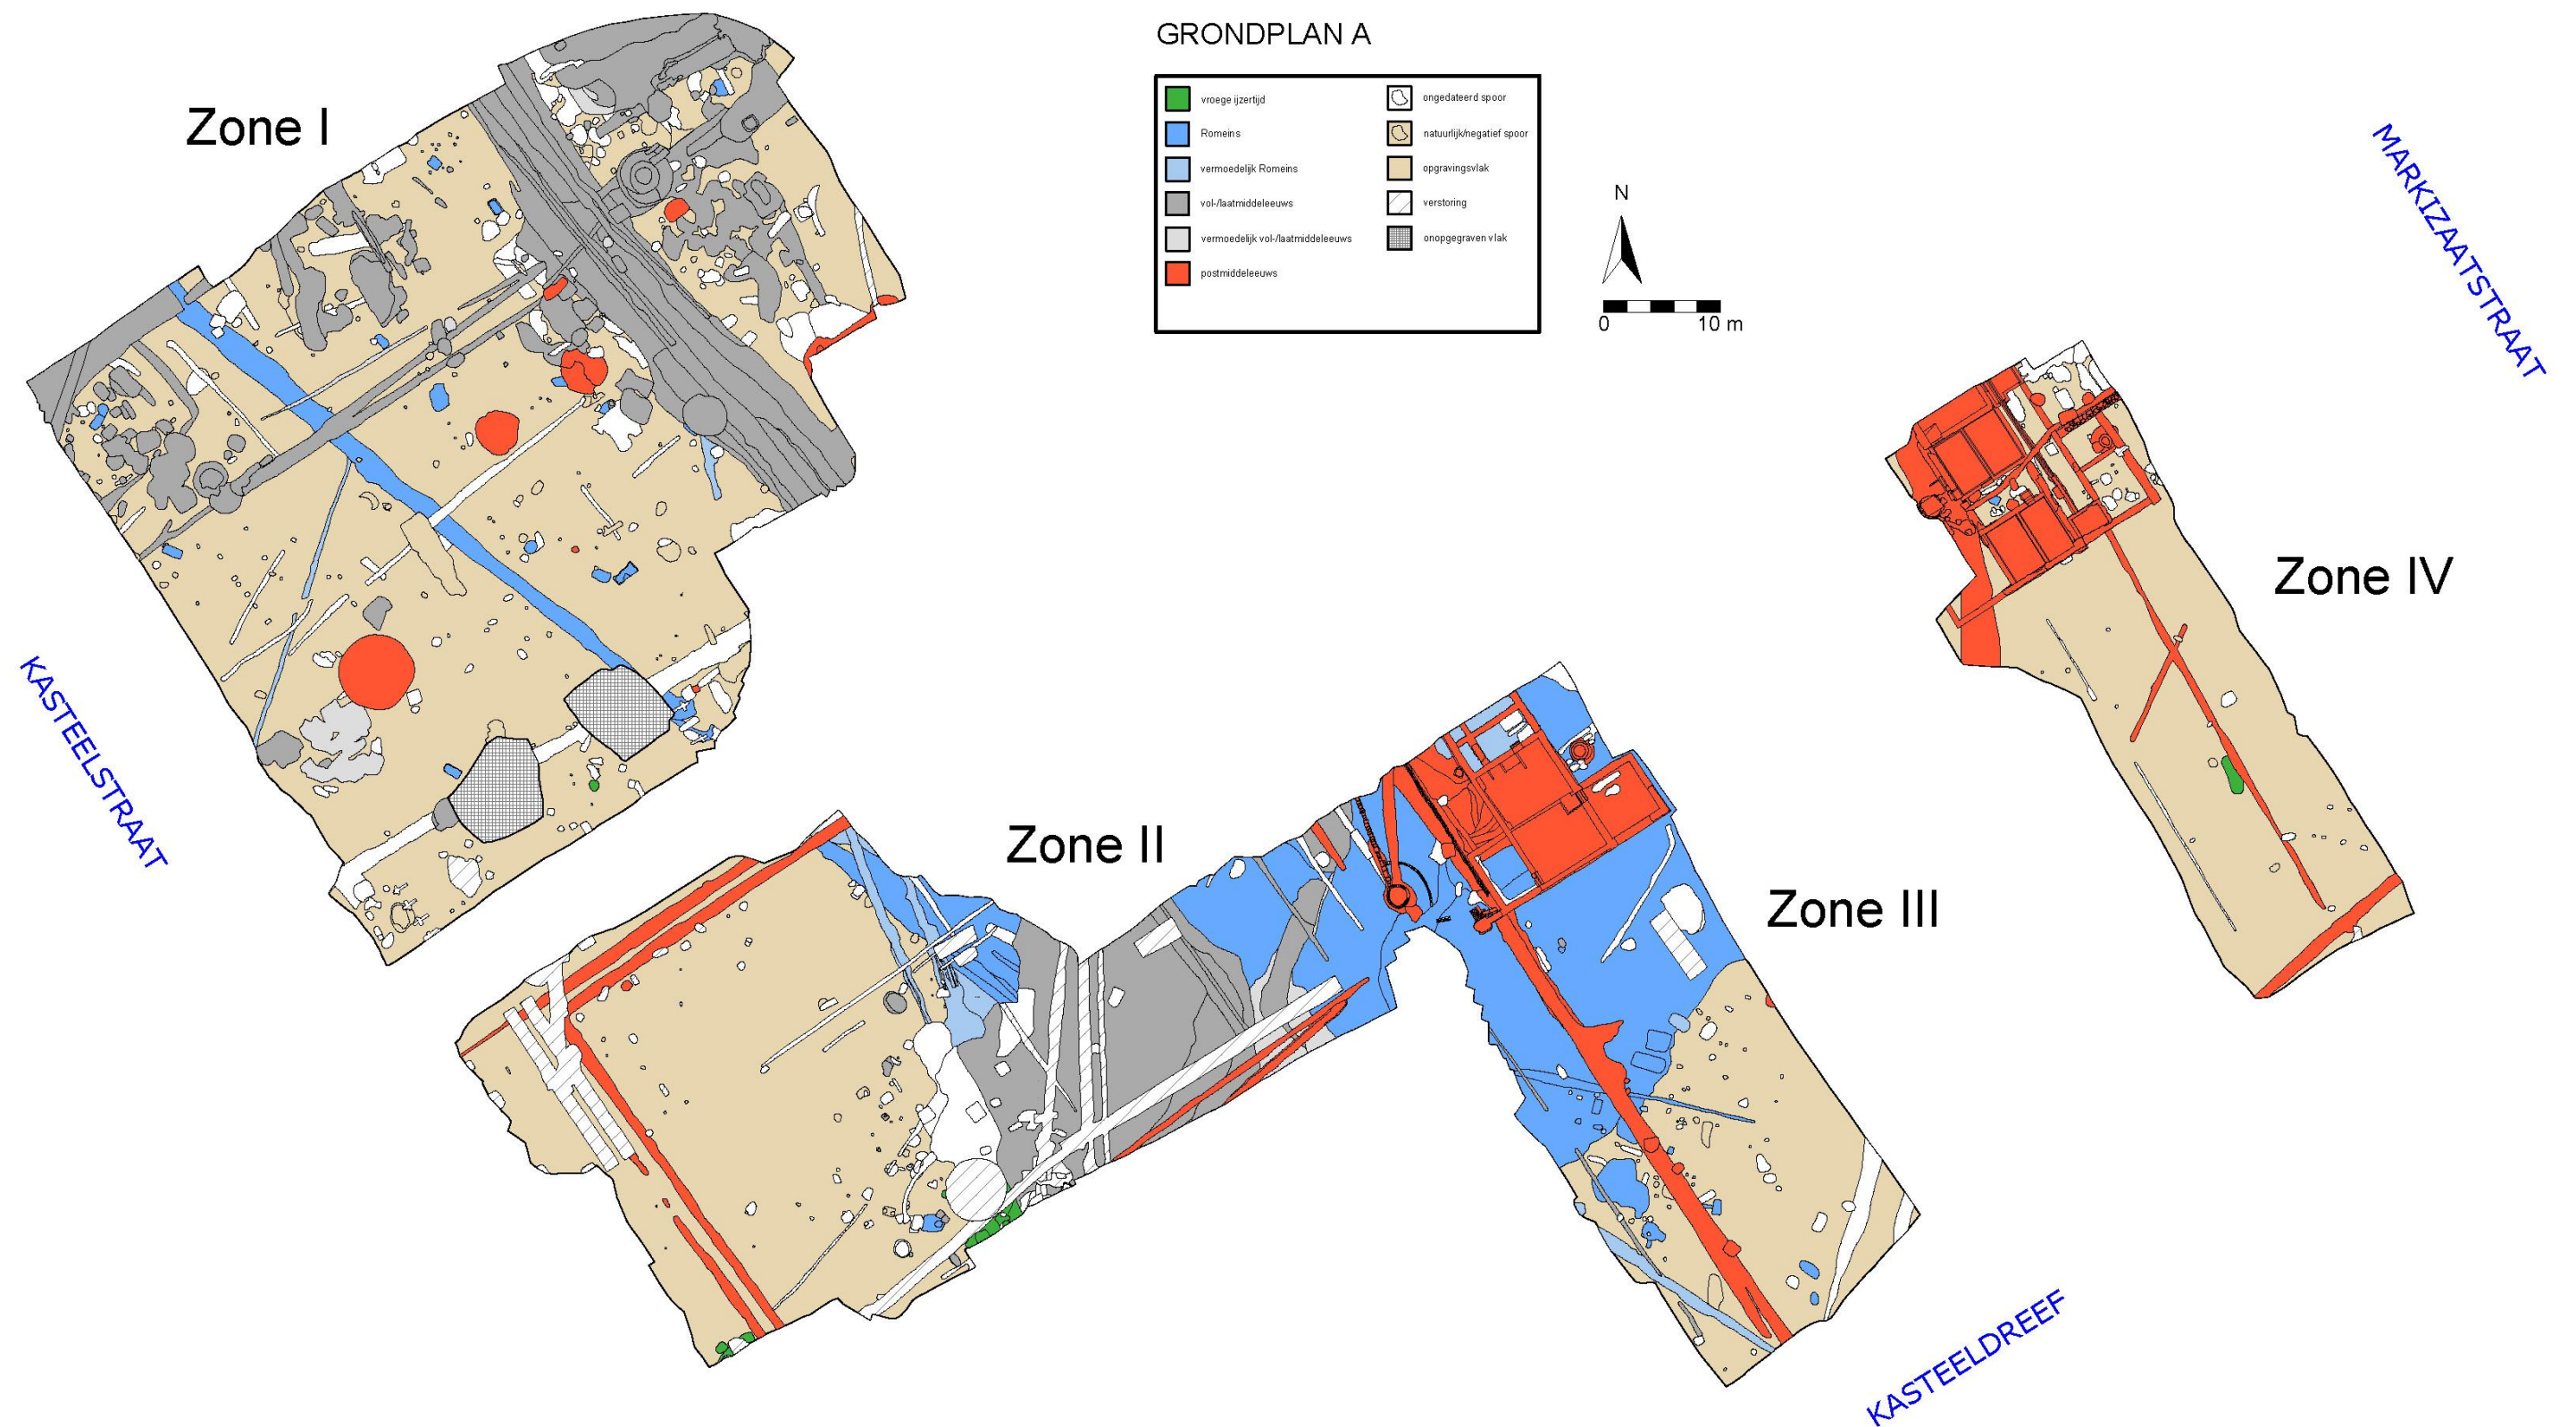 GRONDPLAN A
vroege ijzertijd
Romeins
vermoedelijk Romeins
vol-/laatmiddeleeuws
vermoedelijk vol-/laatmiddeleeuws
postmiddeleeuws
ongedateerd spoor
natuurlijk/negatief spoor
opgravingsvlak
verstoring
onopgegraven vlak
N
0 10 m
Zone I
Zone II
Zone III
Zone IV
KASTEELSTRAAT
MARKIZAATSTRAAT
KASTEELDREEF